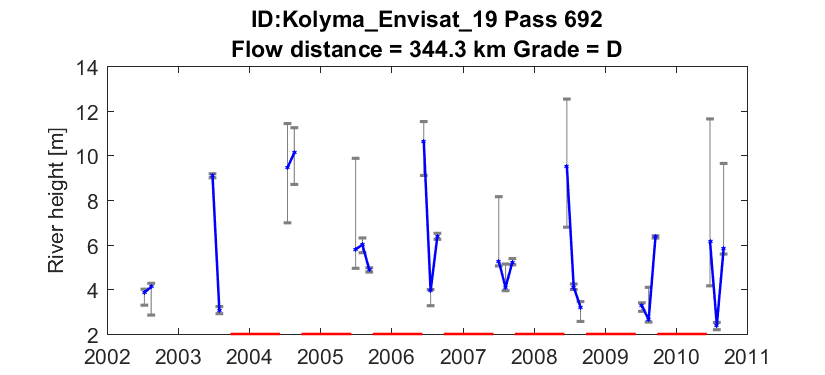 ID:Kolyma_Envisat_19 Pass 692
Flow distance = 344.3 km Grade = D
River height [m]
14
12
10
8
6
4
2
2002 2003 2004 2005 2006 2007 2008 2009 2010 2011